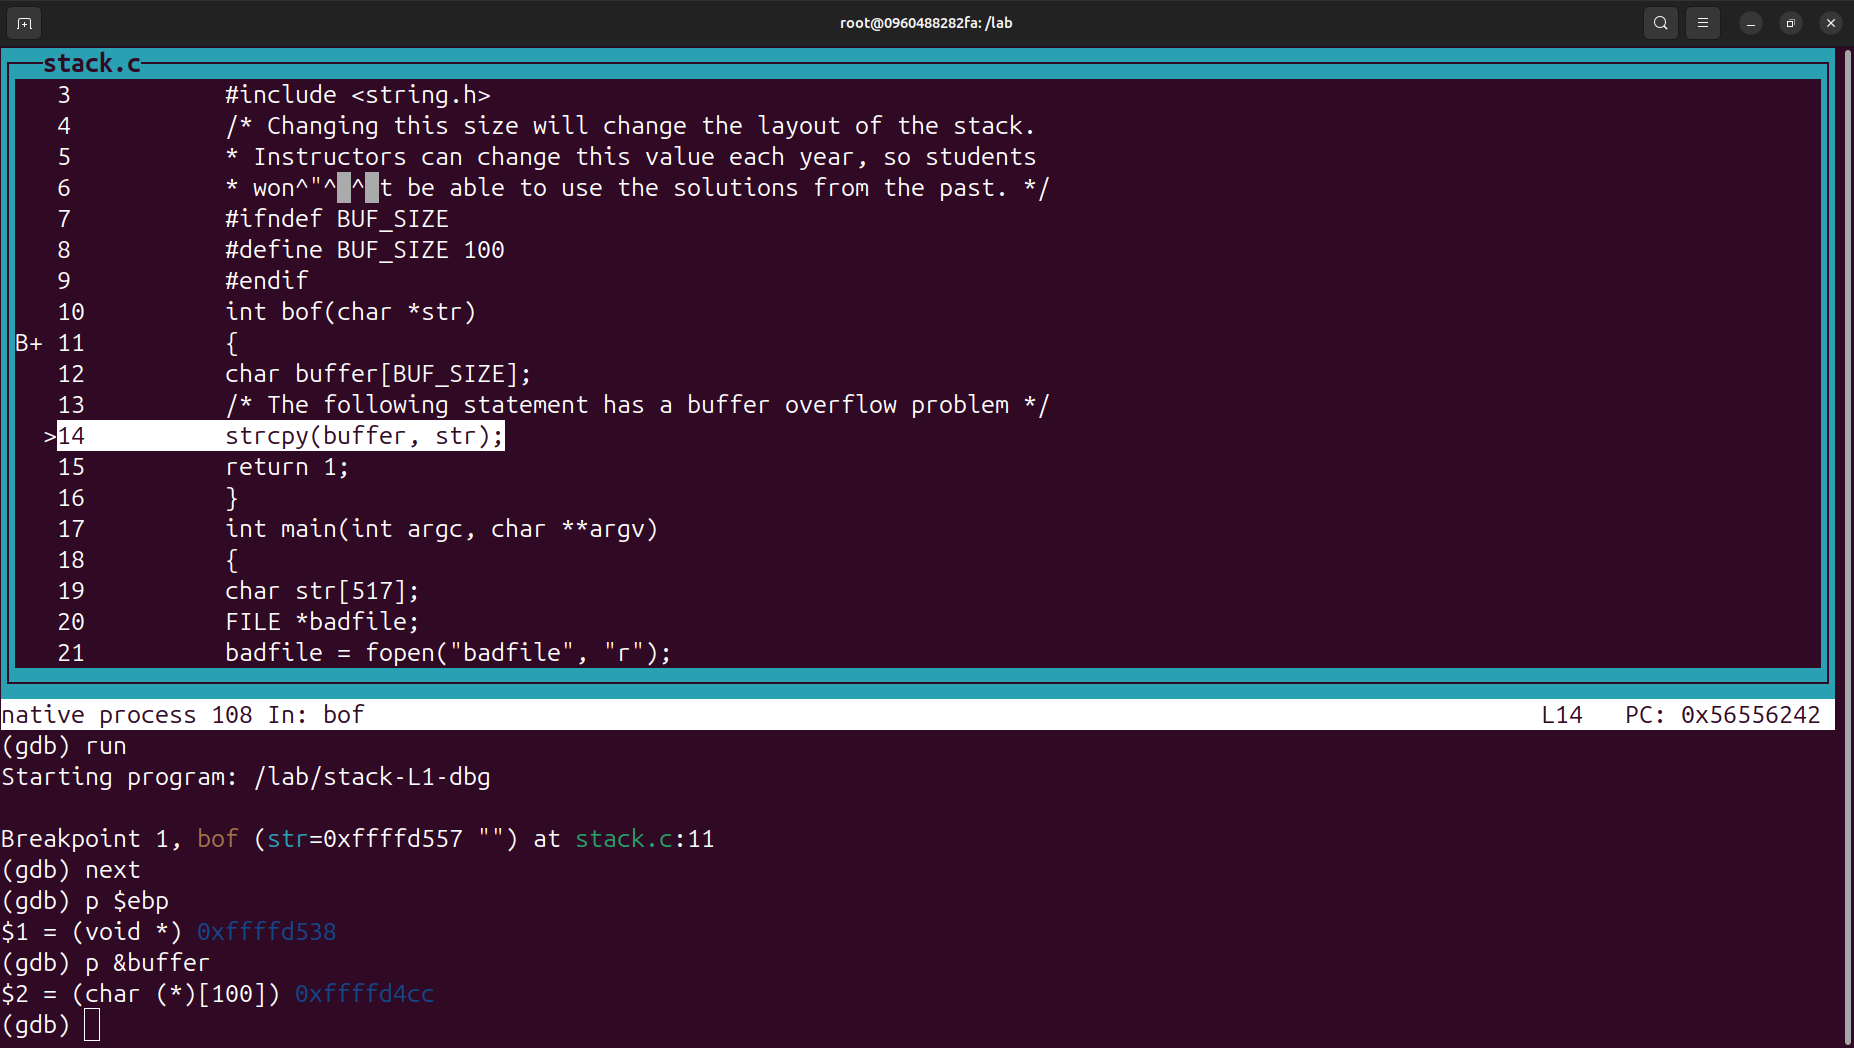 root@0960488282fa: /lab
stack.c
3 #include <string.h>
4 /* Changing this size will change the layout of the stack.
5 * Instructors can change this value each year, so students
6 * won^"^ ^ t be able to use the solutions from the past. */
7 #ifndef BUF_SIZE
8 #define BUF_SIZE 100
9 #endif
10 int bof(char *str)
B+ 11 {
12 char buffer[BUF_SIZE];
13 /* The following statement has a buffer overflow problem */
>14 strcpy(buffer, str);
15 return 1;
16 }
17 int main(int argc, char **argv)
18 {
19 char str[517];
20 FILE *badfile;
21 badfile = fopen("badfile", "r");
native process 108 In: bof L14 PC: 0x56556242
(gdb) run
Starting program: /lab/stack-L1-dbg
Breakpoint 1, bof (str=0xffffd557 "") at stack.c:11
(gdb) next
(gdb) p $ebp
$1 = (void *) 0xffffd538
(gdb) p &buffer
$2 = (char (*)[100]) 0xffffd4cc
(gdb)